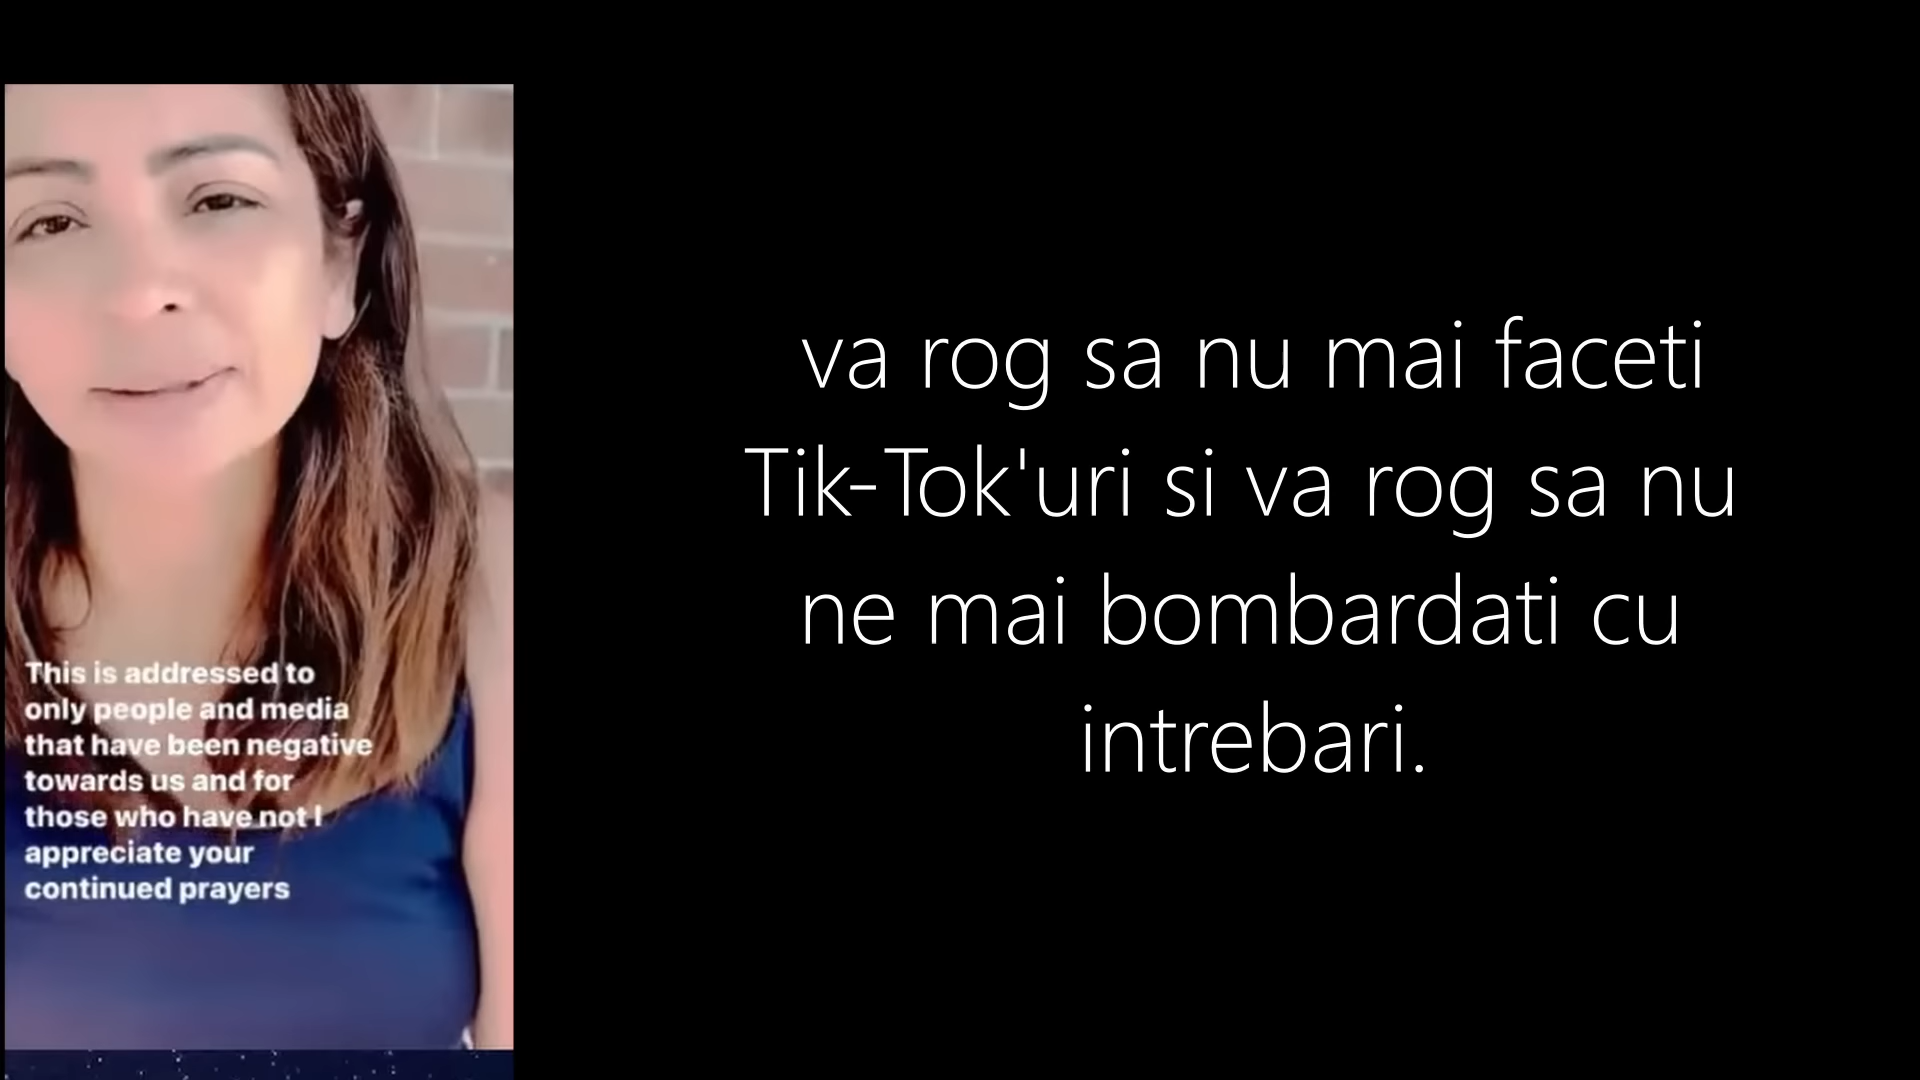 This is addressed to
only people and media
that have been negative
towards us and for
those who have not I
appreciate your
continued prayers
va rog sa nu mai faceti
Tik-Tok'uri si va rog sa nu
ne mai bombardati cu
intrebari.